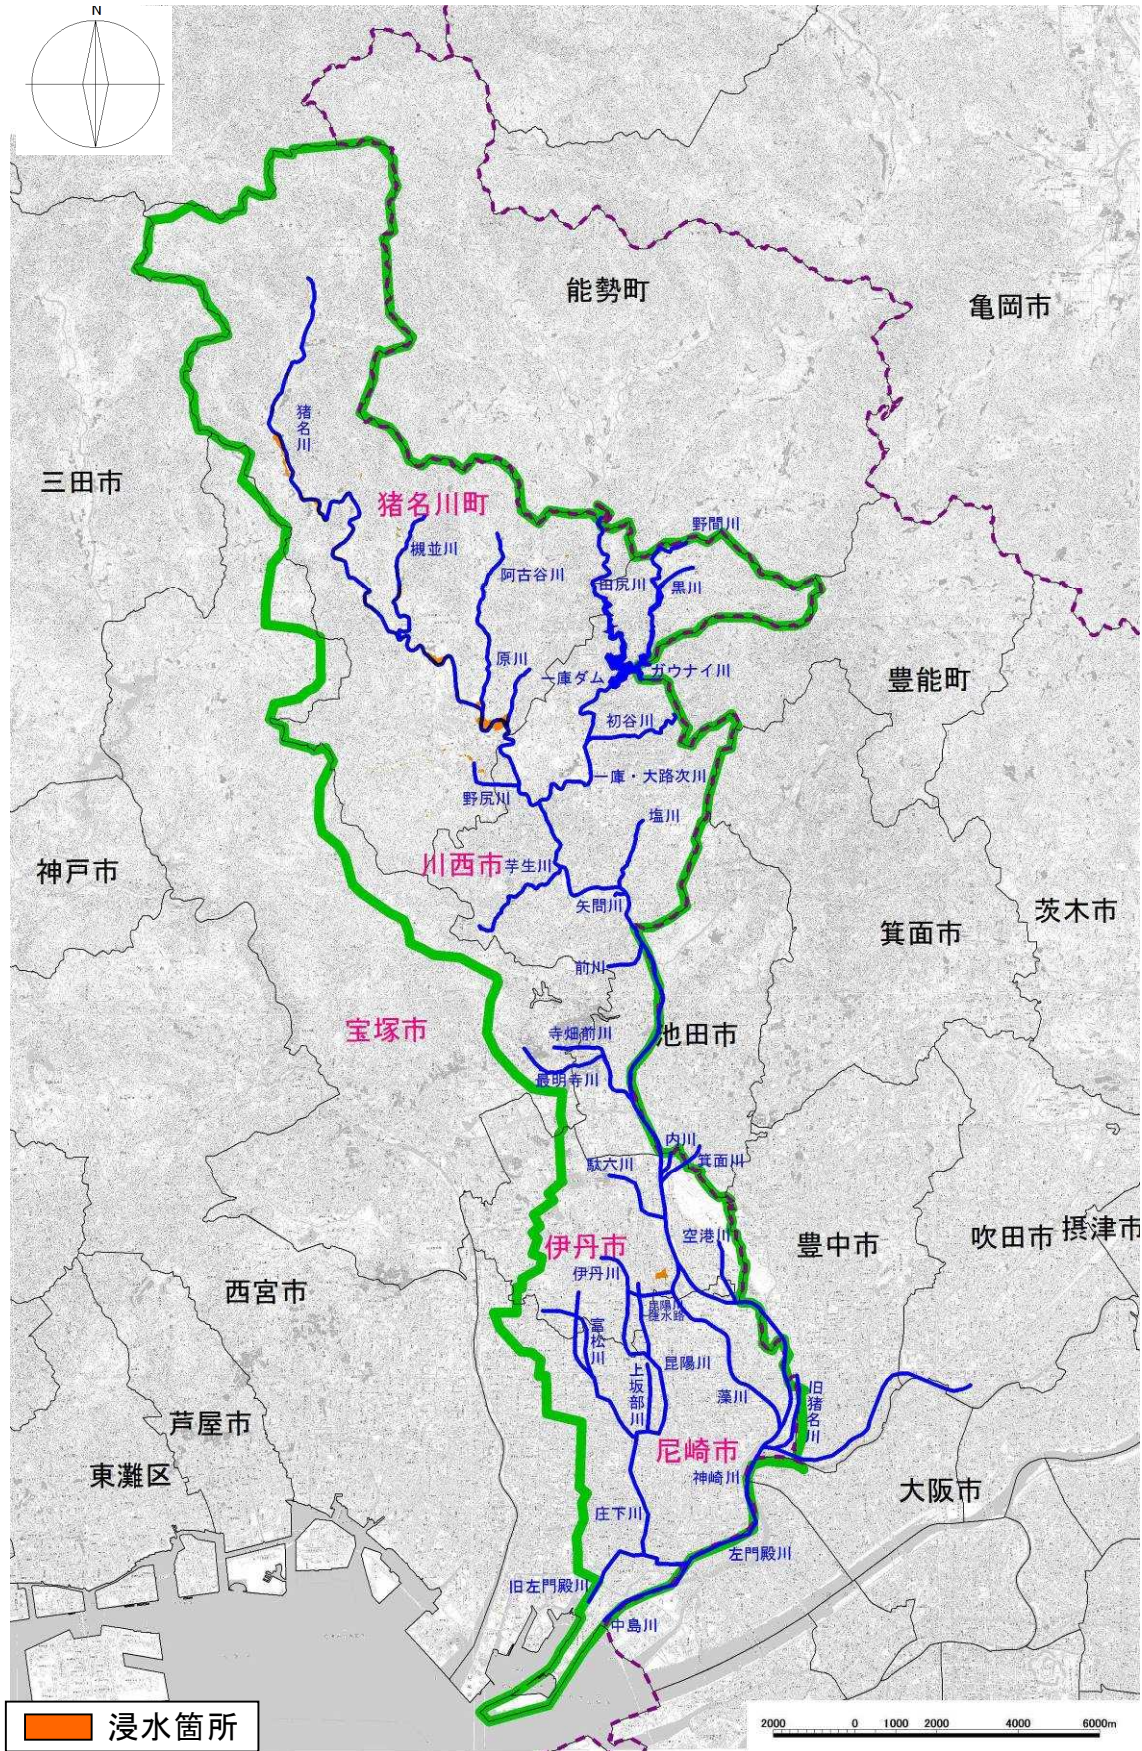 N
能勢町
亀岡市
猪名川
三田市
猪名川町
野間川
槻並川
阿古谷川
田尻川
黒川
原川
一庫ダム
ガウナイ川
豊能町
初谷川
一庫・大路次川
野尻川
塩川
川西市
芋生川
神戸市
矢問川
茨木市
箕面市
前川
宝塚市
寺畑前川
池田市
最明寺川
内川
駄六川
箕面川
空港川
豊中市
吹田市
摂津市
伊丹市
伊丹川
西宮市
昆陽川
捷水路
富松川
上坂部川
昆陽川
藻川
旧猪名川
芦屋市
尼崎市
東灘区
神崎川
大阪市
庄下川
左門殿川
旧左門殿川
中島川
浸水箇所
2000 0 1000 2000 4000 6000m